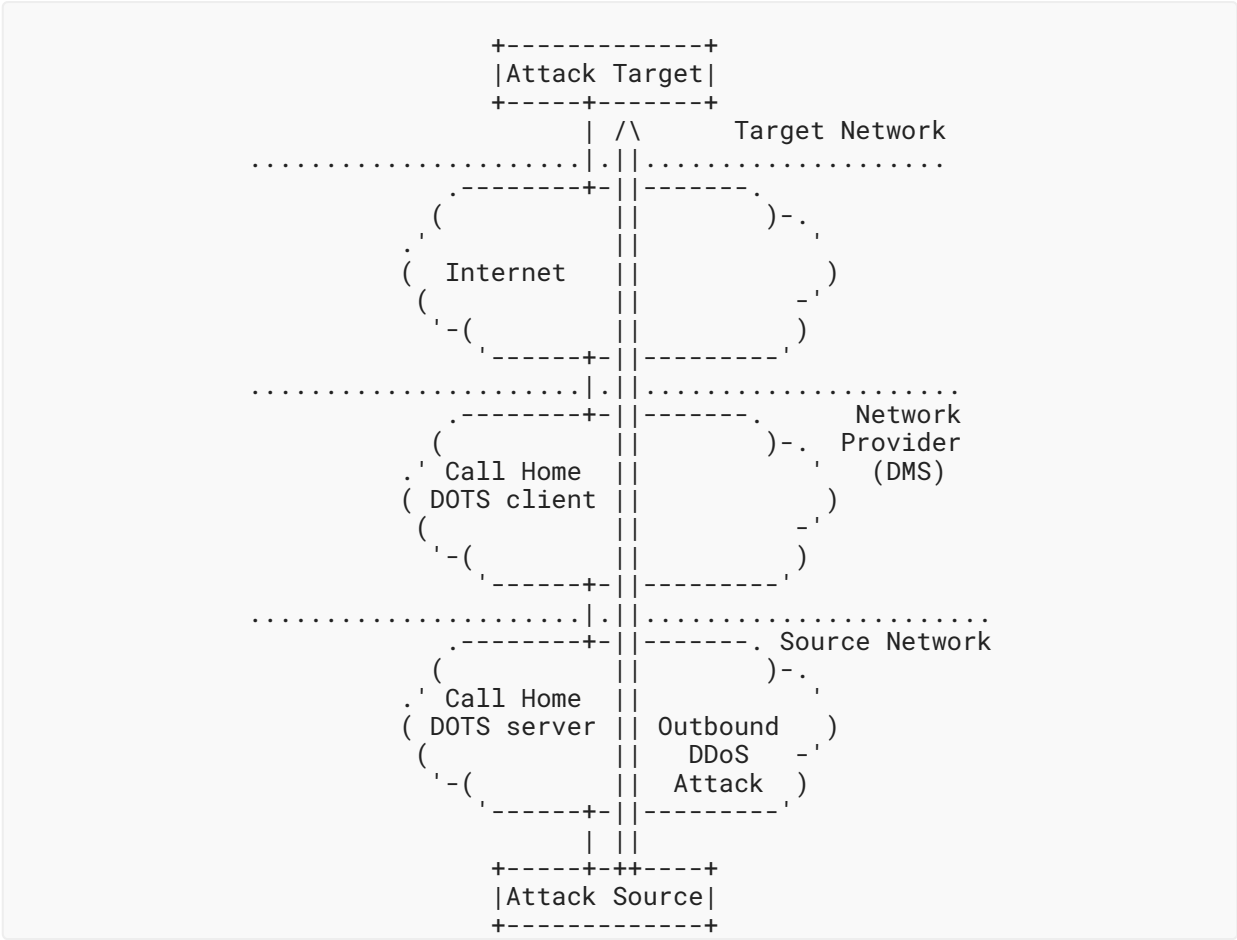 +-------------+
                |Attack Target|
                +-----+-------+
                      | /\      Target Network
......................|.||....................
             .--------+-||-------.
            (           ||        )-.
          .'            ||           '
          (  Internet   ||            )
           (            ||          -'
            '-(         ||          )
               '------+-||---------'
......................|.||.....................
             .--------+-||-------.      Network
            (           ||        )-.  Provider
          .' Call Home  ||           '   (DMS)
          ( DOTS client ||            )
           (            ||          -'
            '-(         ||          )
               '------+-||---------'
......................|.||.......................
             .--------+-||-------. Source Network
            (           ||        )-.
          .' Call Home  ||           '
          ( DOTS server || Outbound   )
           (            ||   DDoS   -'
            '-(         ||  Attack  )
               '------+-||---------'
                      | ||
                +-----+-++----+
                |Attack Source|
                +-------------+